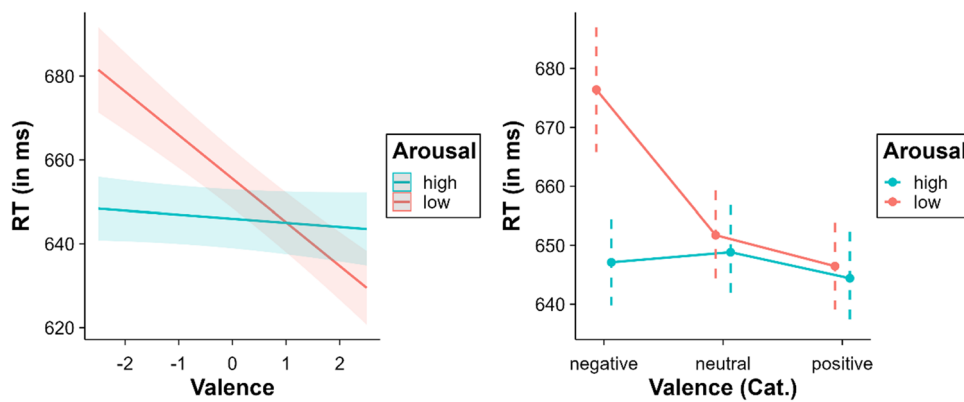 RT (in ms)
680
660
640
620
-2 -1 0 1 2
Valence
Arousal
high
low
RT (in ms)
680
670
660
650
640
negative neutral positive
Valence (Cat.)
Arousal
high
low